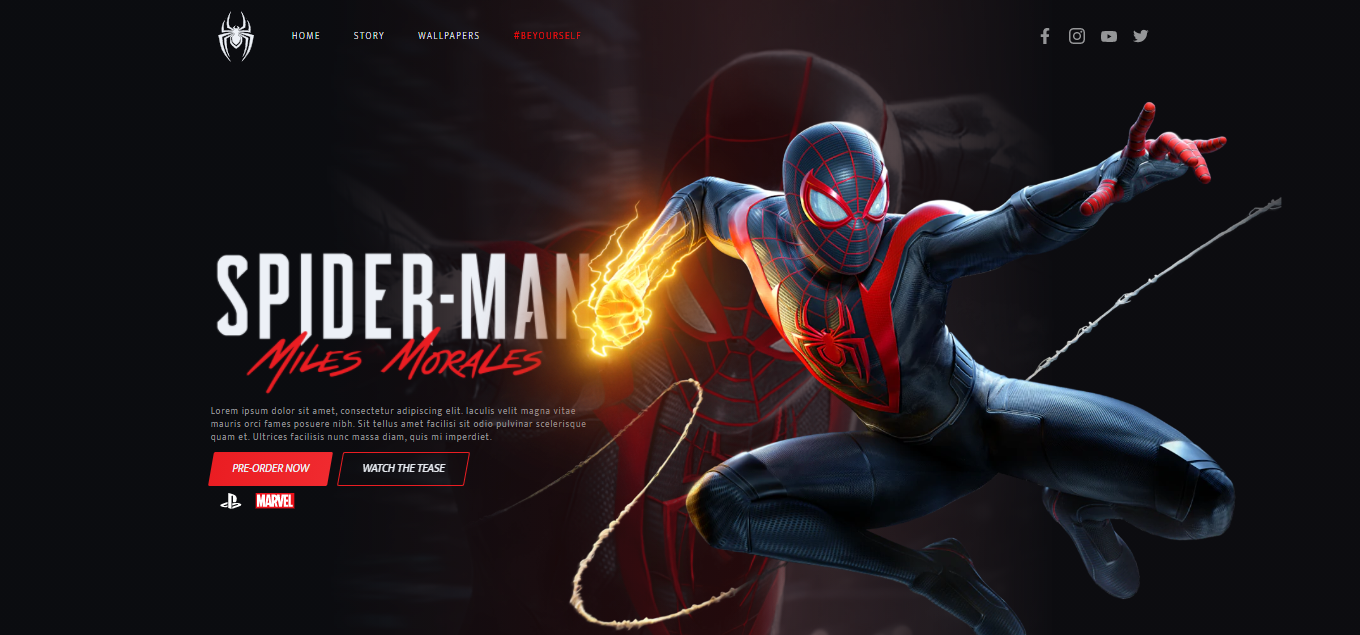 HOME STORY WALLPAPERS #BEYOURSELF
SPIDER-MAN
MILES MORALES
Lorem ipsum dolor sit amet, consectetur adipiscing elit. Iaculis velit magna vitae
mauris orci fames posuere nibh. Sit tellus amet facilisi sit odio pulvinar scelerisque
quam et. Ultrices facilisis nunc massa diam, quis mi imperdiet.
PRE-ORDER NOW WATCH THE TEASE
MARVEL